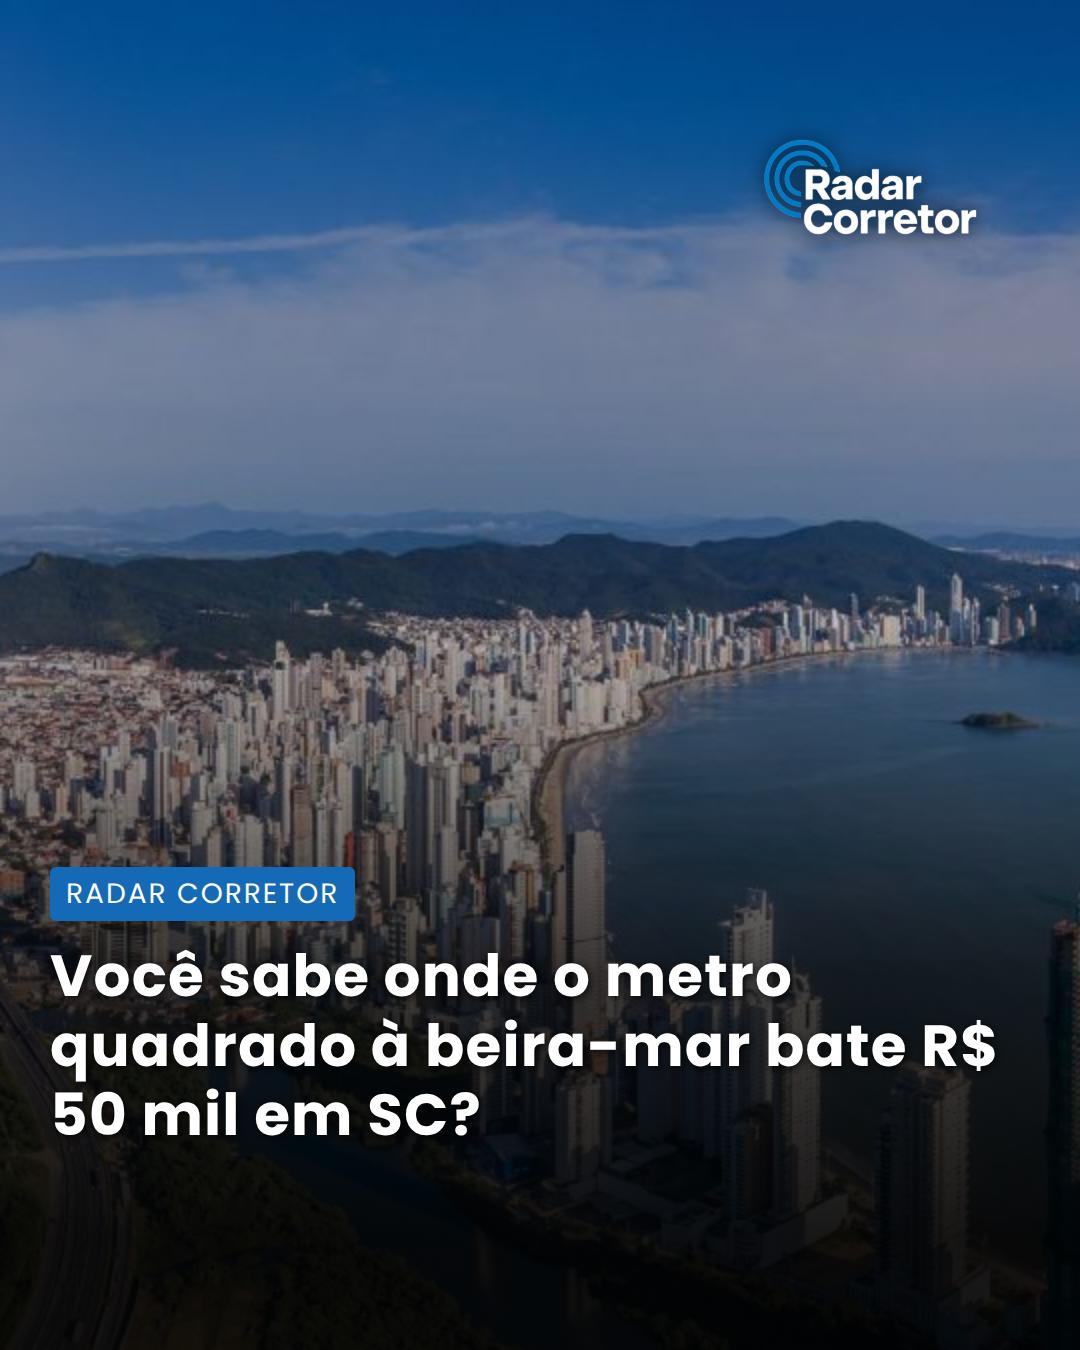 Radar
Corretor
RADAR CORRETOR
Você sabe onde o metro
quadrado à beira-mar bate R$
50 mil em SC?